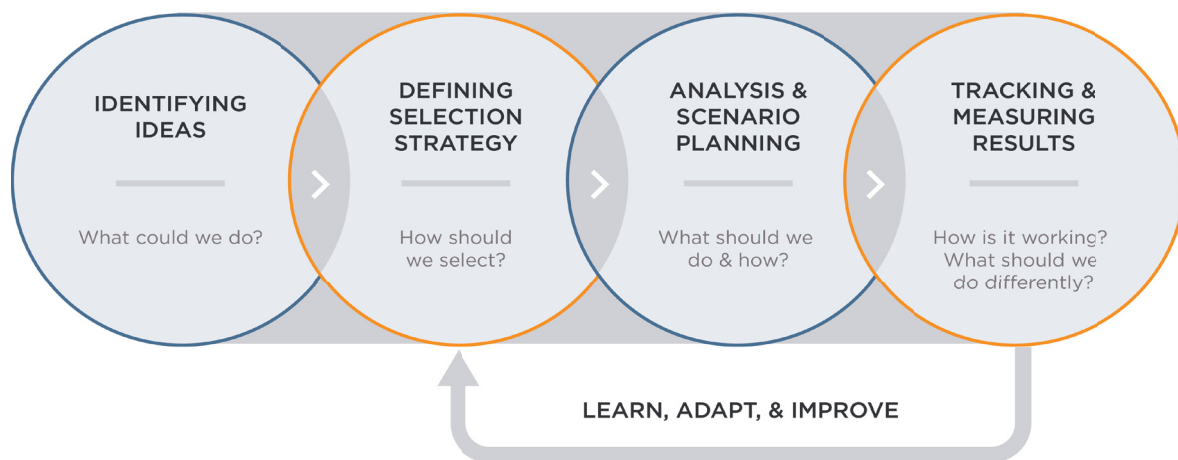 IDENTIFYING
IDEAS
What could we do?
DEFINING
SELECTION
STRATEGY
How should
we select?
ANALYSIS &
SCENARIO
PLANNING
What should we
do & how?
TRACKING &
MEASURING
RESULTS
How is it working?
What should we
do differently?
LEARN, ADAPT, & IMPROVE